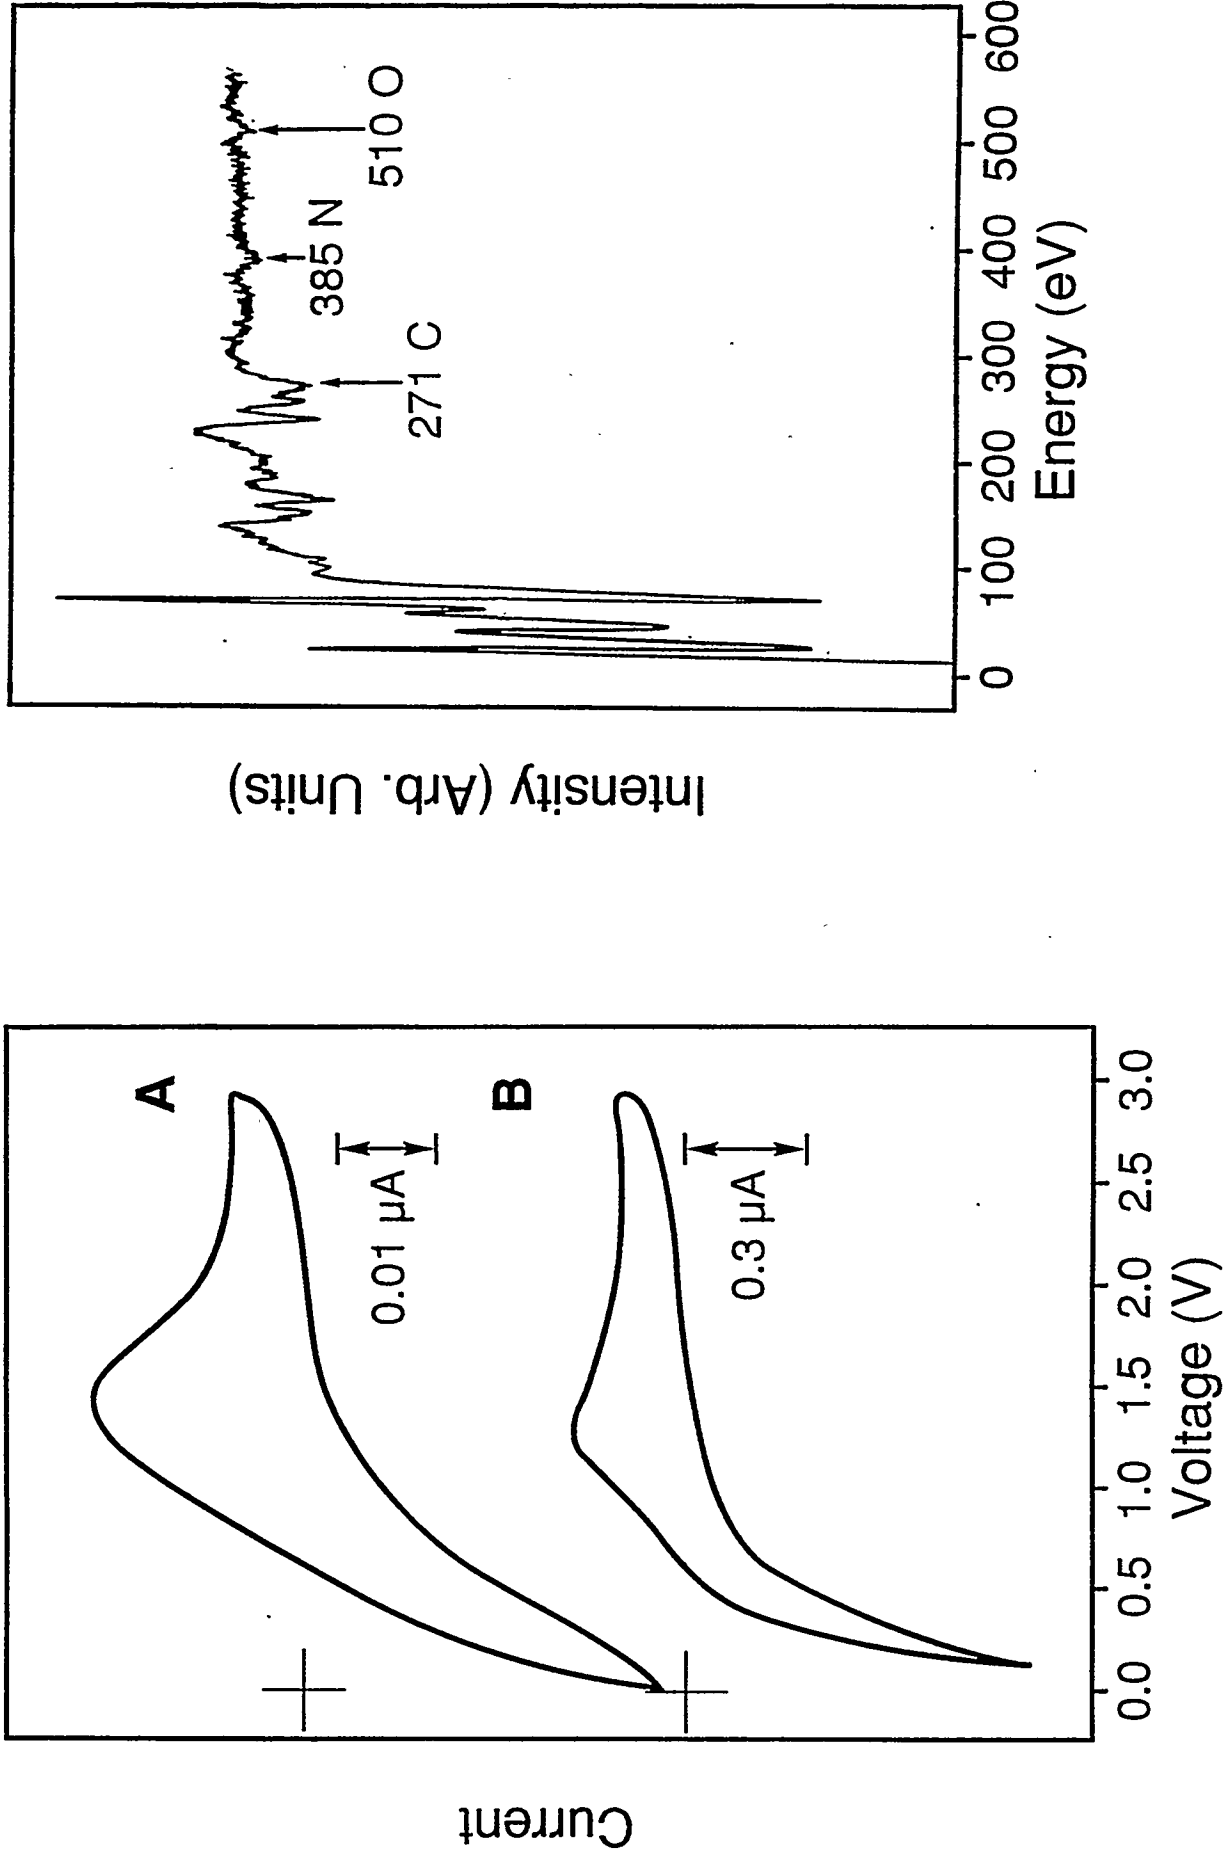 Current
A
0.01 µA
B
0.3 µA
0.0 0.5 1.0 1.5 2.0 2.5 3.0
Voltage (V)
Intensity (Arb. Units)
271 C
385 N
510 O
0 100 200 300 400 500 600
Energy (eV)